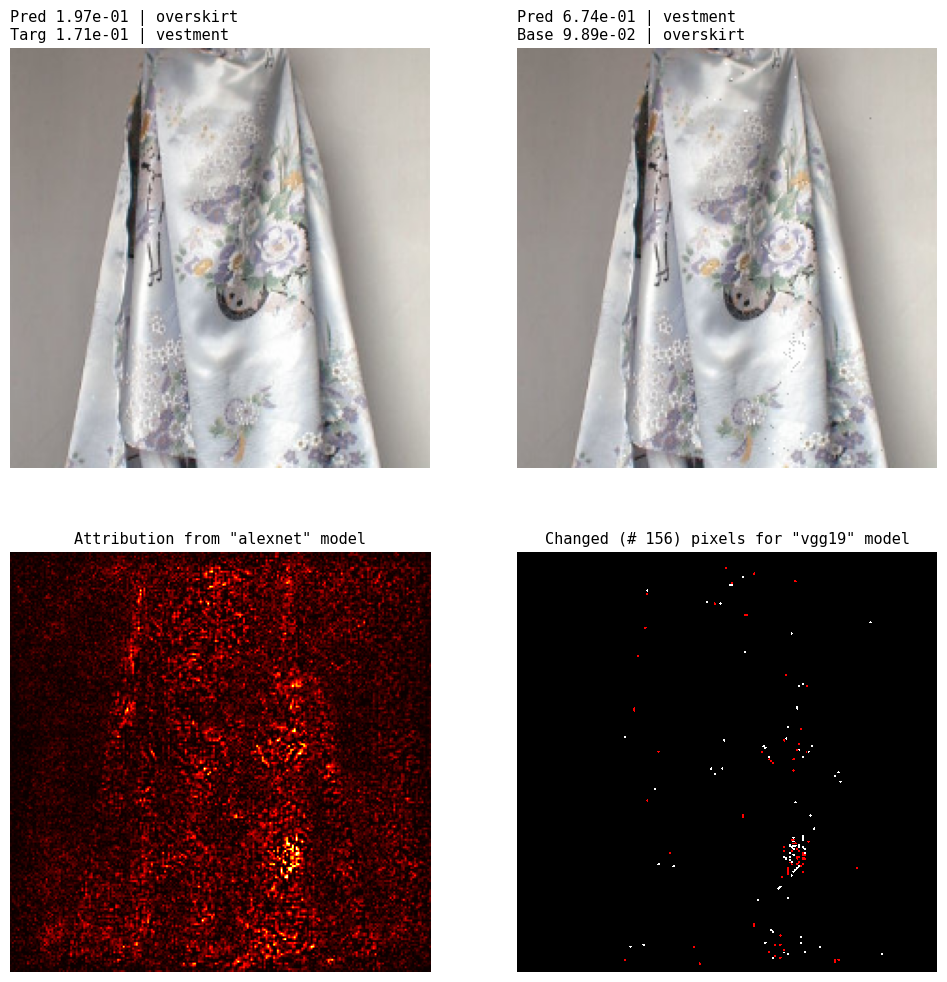 Pred 1.97e-01 | overskirt
Targ 1.71e-01 | vestment
Pred 6.74e-01 | vestment
Base 9.89e-02 | overskirt
Attribution from "alexnet" model
Changed (# 156) pixels for "vgg19" model